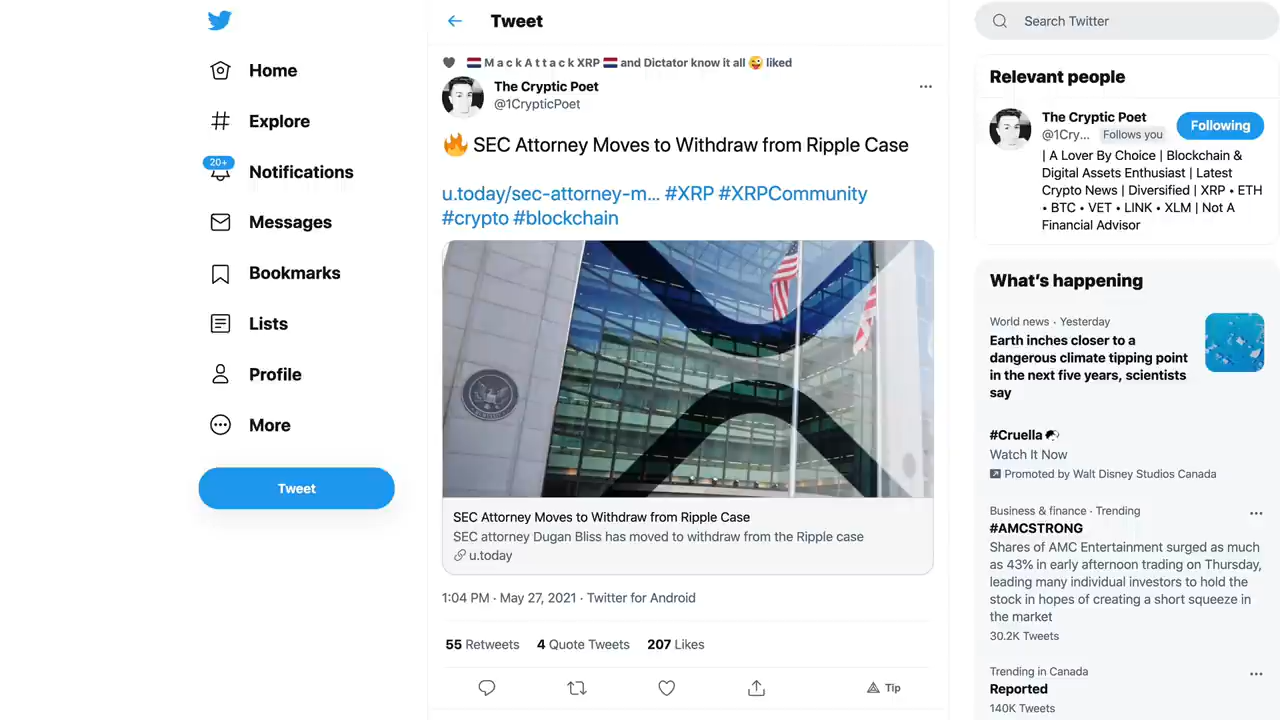 Home
Explore
20+
Notifications
Messages
Bookmarks
Lists
Profile
More
Tweet
Tweet
M a c k A t t a c k XRP and Dictator know it all liked
The Cryptic Poet
@1CrypticPoet
SEC Attorney Moves to Withdraw from Ripple Case
u.today/sec-attorney-m... #XRP #XRPCommunity
#crypto #blockchain
SEC Attorney Moves to Withdraw from Ripple Case
SEC attorney Dugan Bliss has moved to withdraw from the Ripple case
u.today
1:04 PM · May 27, 2021 · Twitter for Android
55 Retweets 4 Quote Tweets 207 Likes
Tip
Search Twitter
Relevant people
The Cryptic Poet
@1Cry... Follows you
Following
| A Lover By Choice | Blockchain &
Digital Assets Enthusiast | Latest
Crypto News | Diversified | XRP • ETH
• BTC • VET • LINK • XLM | Not A
Financial Advisor
What's happening
World news · Yesterday
Earth inches closer to a
dangerous climate tipping point
in the next five years, scientists
say
#Cruella
Watch It Now
Promoted by Walt Disney Studios Canada
Business & finance · Trending
#AMCSTRONG
Shares of AMC Entertainment surged as much
as 43% in early afternoon trading on Thursday,
leading many individual investors to hold the
stock in hopes of creating a short squeeze in
the market
30.2K Tweets
Trending in Canada
Reported
140K Tweets